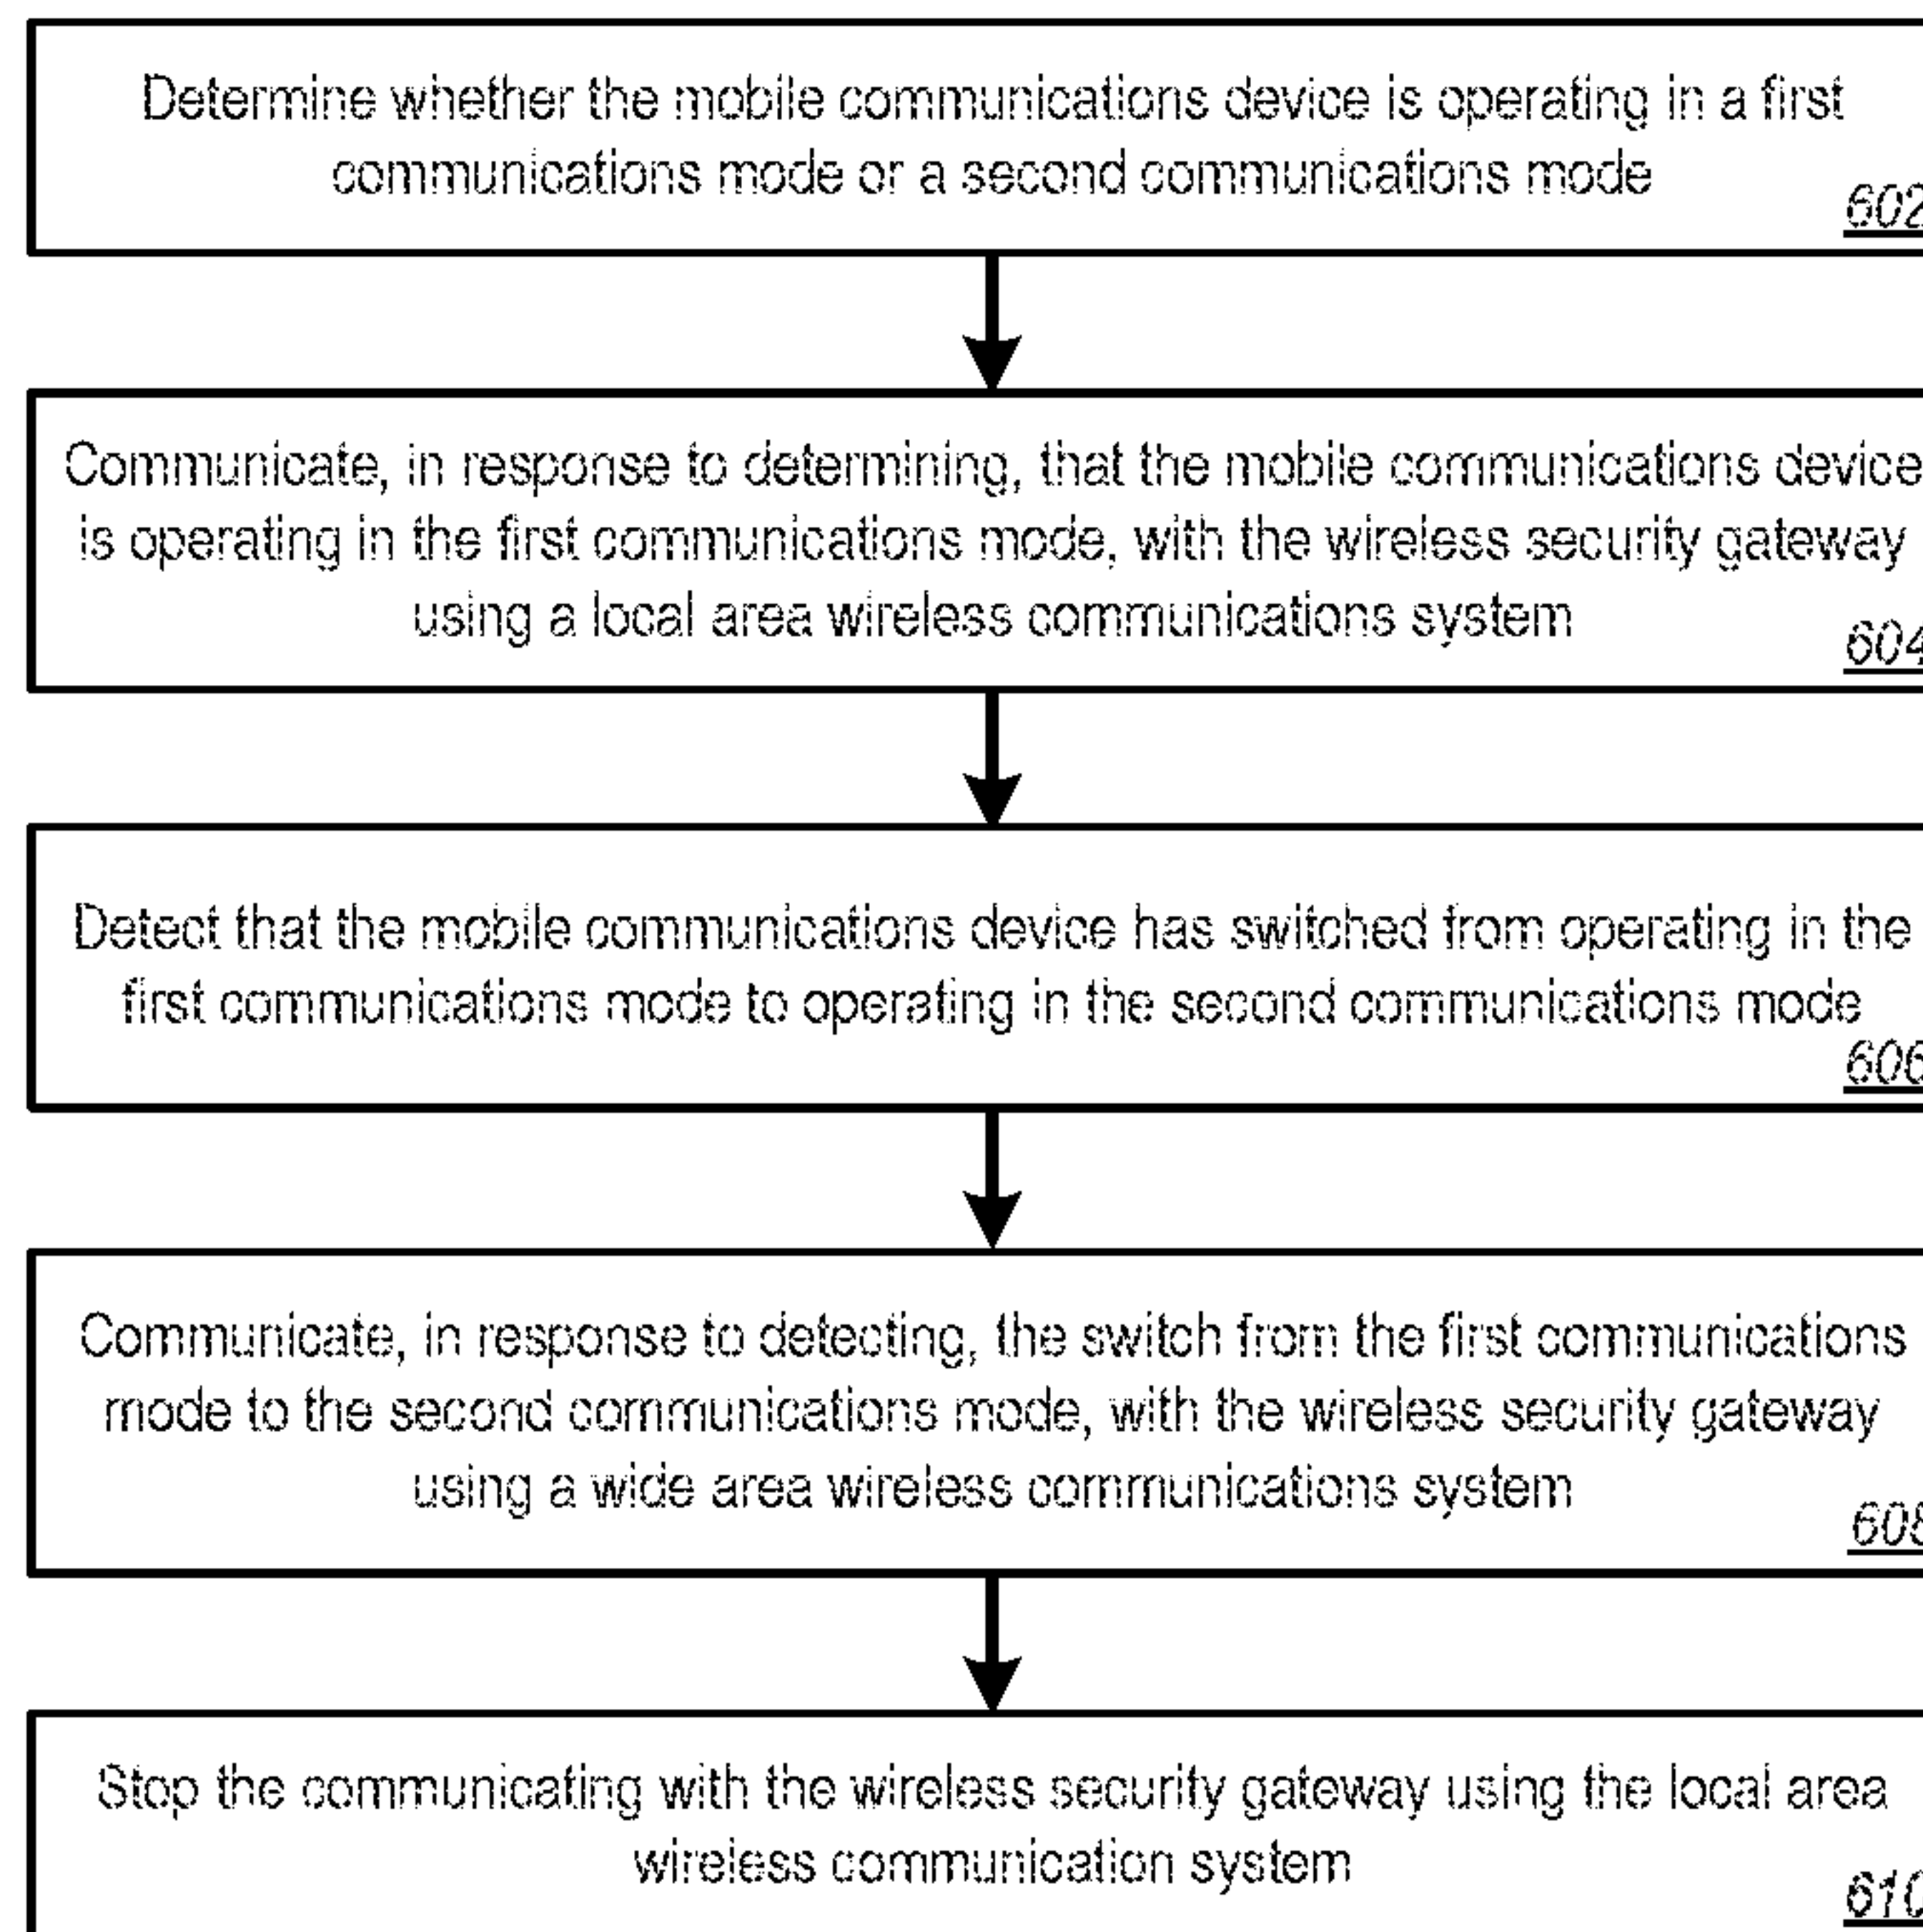 Determine whether the mobile communications device is operating in a first
communications mode or a second communications mode
602
Communicate, in response to determining, that the mobile communications device
is operating in the first communications mode, with the wireless security gateway
using a local area wireless communications system
604
Detect that the mobile communications device has switched from operating in the
first communications mode to operating in the second communications mode
606
Communicate, in response to detecting, the switch from the first communications
mode to the second communications mode, with the wireless security gateway
using a wide area wireless communications system
608
Stop the communicating with the wireless security gateway using the local area
wireless communication system
610